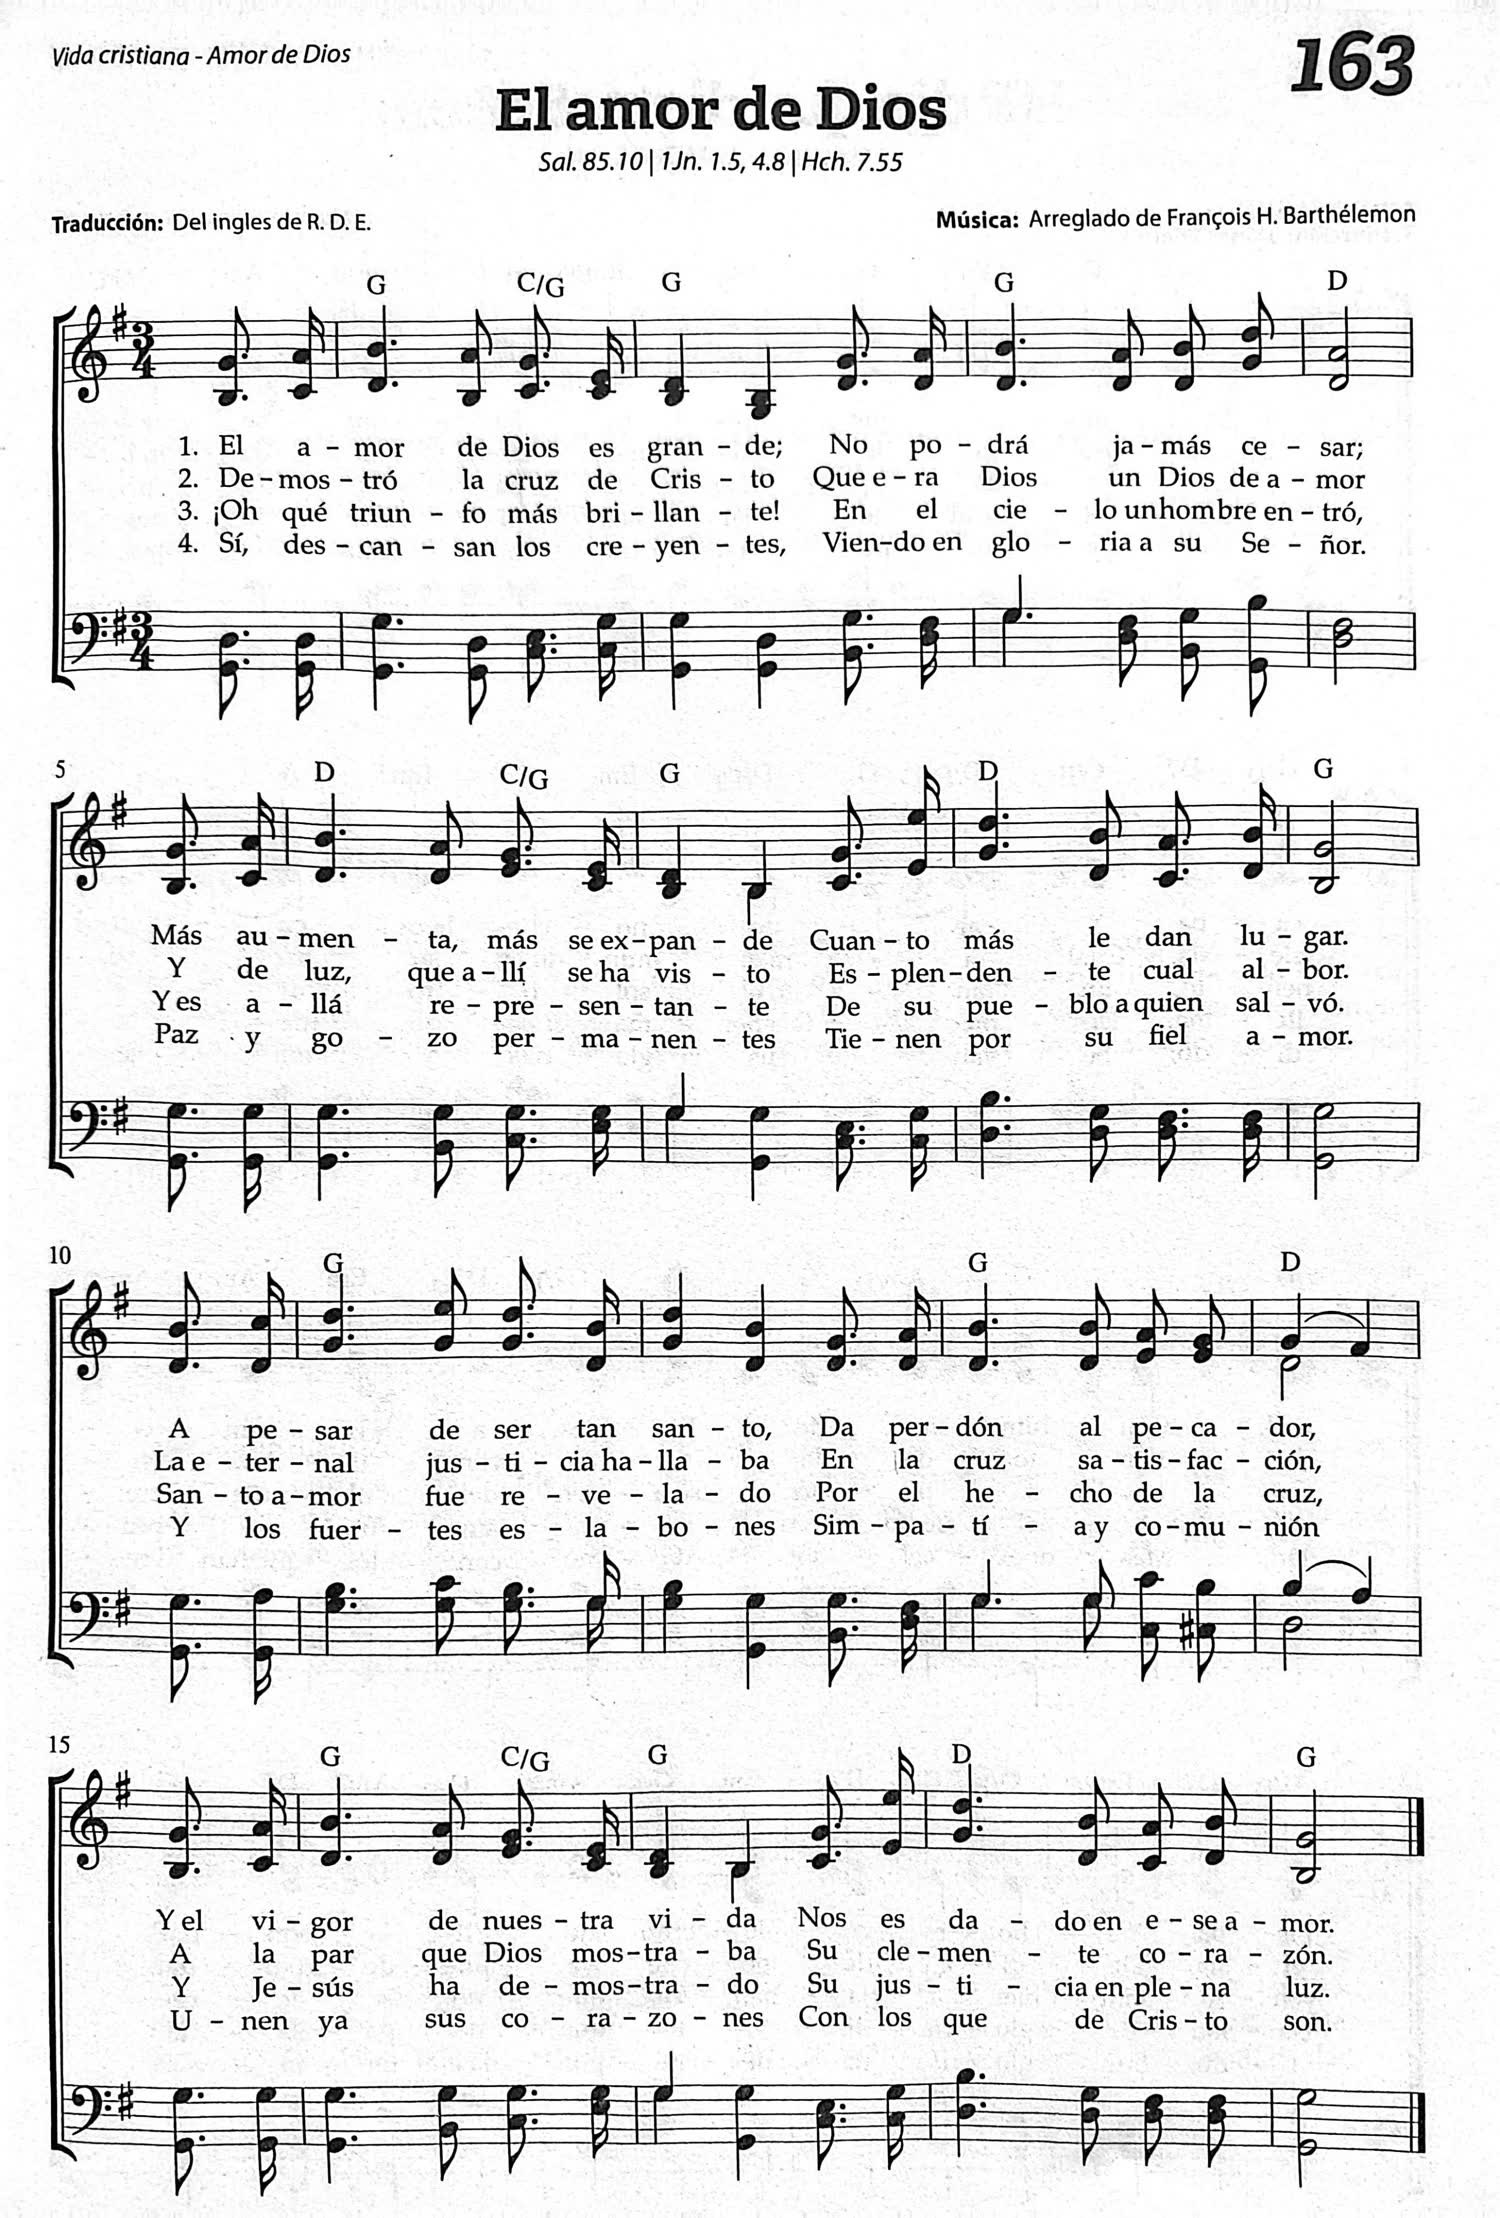 Vida cristiana - Amor de Dios
163
El amor de Dios
Sal. 85.10 | 1Jn. 1.5, 4.8 | Hch. 7.55
Traducción: Del ingles de R. D. E.
Música: Arreglado de François H. Barthélemon
G C/G G G D
3/4
1. El a – mor de Dios es gran – de; No po – drá ja – más ce – sar;
2. De – mos – tró la cruz de Cris – to Que e – ra Dios un Dios de a – mor
3. ¡Oh qué triun – fo más bri – llan – te! En el cie – lo un hombre en – tró,
4. Sí, des – can – san los cre – yen – tes, Vien – do en glo – ria a su Se – ñor.
3/4
5
D C/G G D G
Más au – men – ta, más se ex – pan – de Cuan – to más le dan lu – gar.
Y de luz, que a – llí se ha vis – to Es – plen – den – te cual al – bor.
Y es a – llá re – pre – sen – tan – te De su pue – blo a quien sal – vó.
Paz y go – zo per – ma – nen – tes Tie – nen por su fiel a – mor.
10
G G D
A pe – sar de ser tan san – to, Da per – dón al pe – ca – dor,
La e – ter – nal jus – ti – cia ha – lla – ba En la cruz sa – tis – fac – ción,
San – to a – mor fue re – ve – la – do Por el he – cho de la cruz,
Y los fuer – tes es – la – bo – nes Sim – pa – tí – a y co – mu – nión
15
G C/G G D G
Y el vi – gor de nues – tra vi – da Nos es da – do en e – se a – mor.
A la par que Dios mos – tra – ba Su cle – men – te co – ra – zón.
Y Je – sús ha de – mos – tra – do Su jus – ti – cia en ple – na luz.
U – nen ya sus co – ra – zo – nes Con los que de Cris – to son.